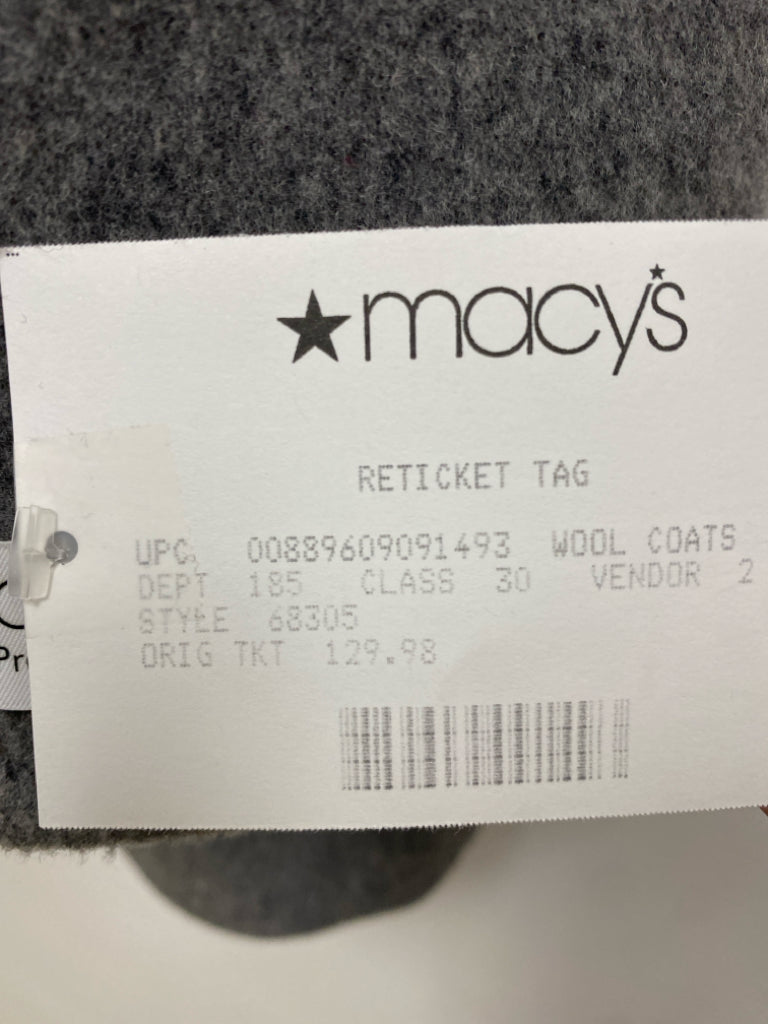 macy's
RETICKET TAG
UPC 00889609091493 WOOL COATS
DEPT 185 CLASS 30 VENDOR 2
STYLE 68305
ORIG TKT 129.98